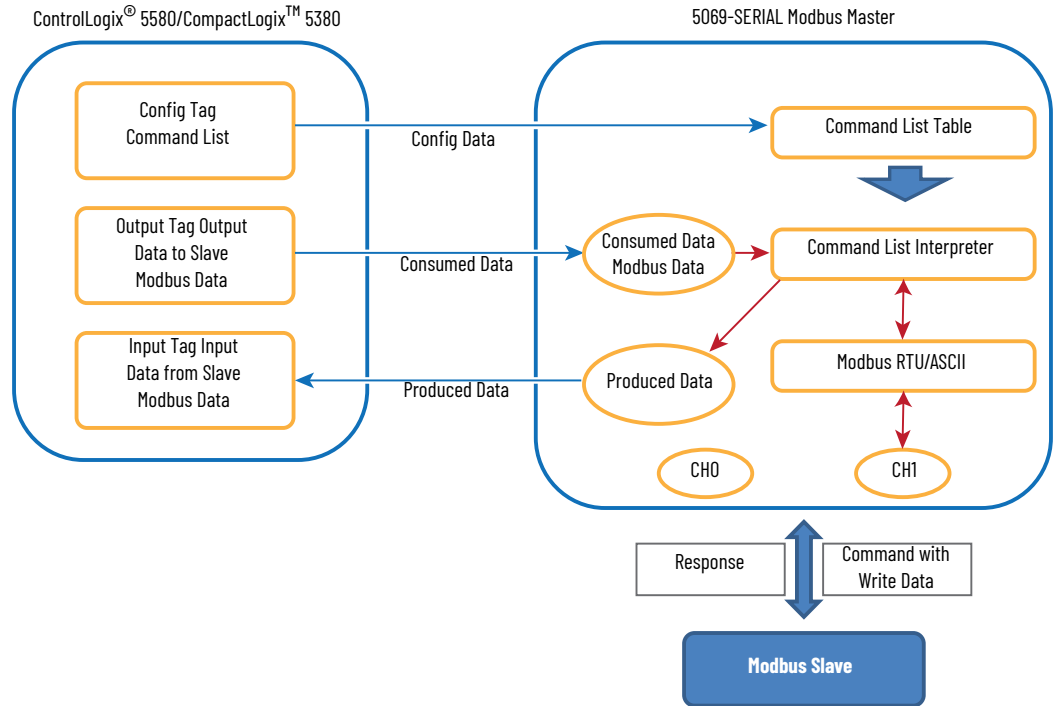 ControlLogix® 5580/CompactLogix™ 5380
5069-SERIAL Modbus Master
Config Tag
Command List
Config Data
Command List Table
Output Tag Output
Data to Slave
Modbus Data
Consumed Data
Consumed Data
Modbus Data
Command List Interpreter
Input Tag Input
Data from Slave
Modbus Data
Produced Data
Produced Data
Modbus RTU/ASCII
CH0
CH1
Response
Command with
Write Data
Modbus Slave